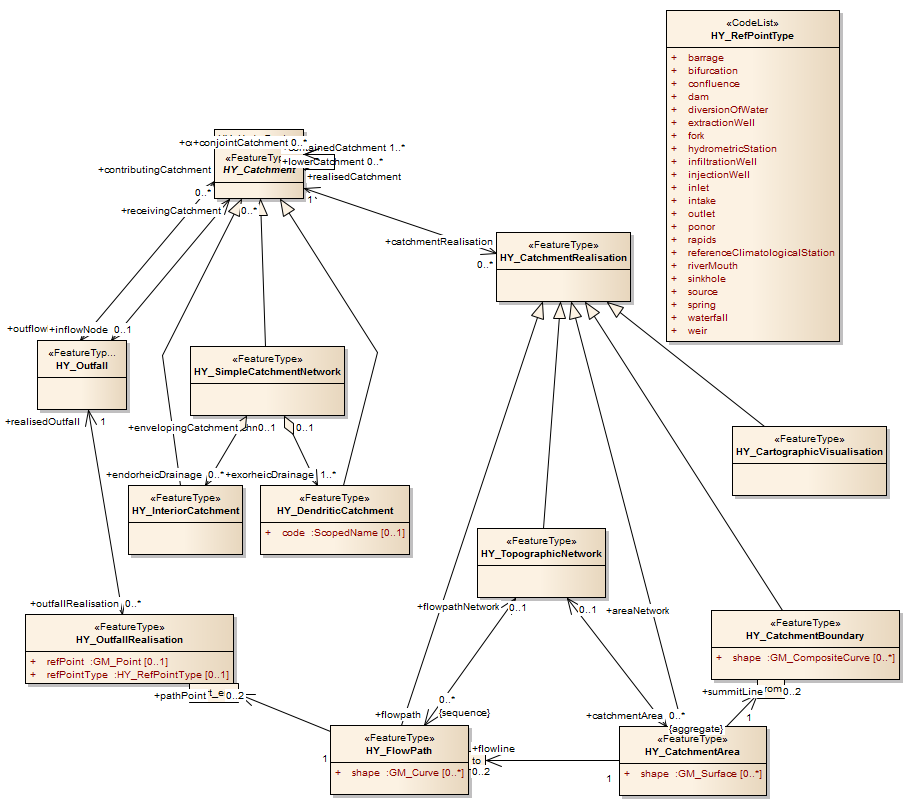 «CodeList»
HY_RefPointType
+ barrage
+ bifurcation
+ confluence
+ dam
+ diversionOfWater
+ extractionWell
+ fork
+ hydrometricStation
+ infiltrationWell
+ injectionWell
+ inlet
+ intake
+ outlet
+ ponor
+ rapids
+ referenceClimatologicalStation
+ riverMouth
+ sinkhole
+ source
+ spring
+ waterfall
+ weir
+conjointCatchment 0..*
ontainedCatchment 1..*
«FeatureTyp
+lowerCatchment 0..*
+contributingCatchment
HY_Catchment
+realisedCatchment
0..*
1
+receivingCatchment
0..*
+catchmentRealisation
0..*
«FeatureType»
HY_CatchmentRealisation
+outflow
+inflowNode 0..1
«FeatureTyp...
HY_Outfall
«FeatureType»
HY_SimpleCatchmentNetwork
+realisedOutfall 1
+envelopingCatchment
0..1
0..1
+endorheicDrainage 0..*
+exorheicDrainage 1..*
«FeatureType»
HY_InteriorCatchment
«FeatureType»
HY_DendriticCatchment
+ code :ScopedName [0..1]
«FeatureType»
HY_CartographicVisualisation
«FeatureType»
HY_TopographicNetwork
+outfallRealisation 0..*
+flowpathNetwork
0..1
0..1
+areaNetwork
«FeatureType»
HY_OutfallRealisation
+ refPoint :GM_Point [0..1]
+ refPointType :HY_RefPointType [0..1]
«FeatureType»
HY_CatchmentBoundary
+ shape :GM_CompositeCurve [0..*]
+pathPoint
0..2
+summitLine
0..2
+flowpath
0..*
{sequence}
+catchmentArea 0..*
{aggregate}
1
«FeatureType»
HY_FlowPath
+ shape :GM_Curve [0..*]
1
+flowline
to
0..2
1
«FeatureType»
HY_CatchmentArea
+ shape :GM_Surface [0..*]